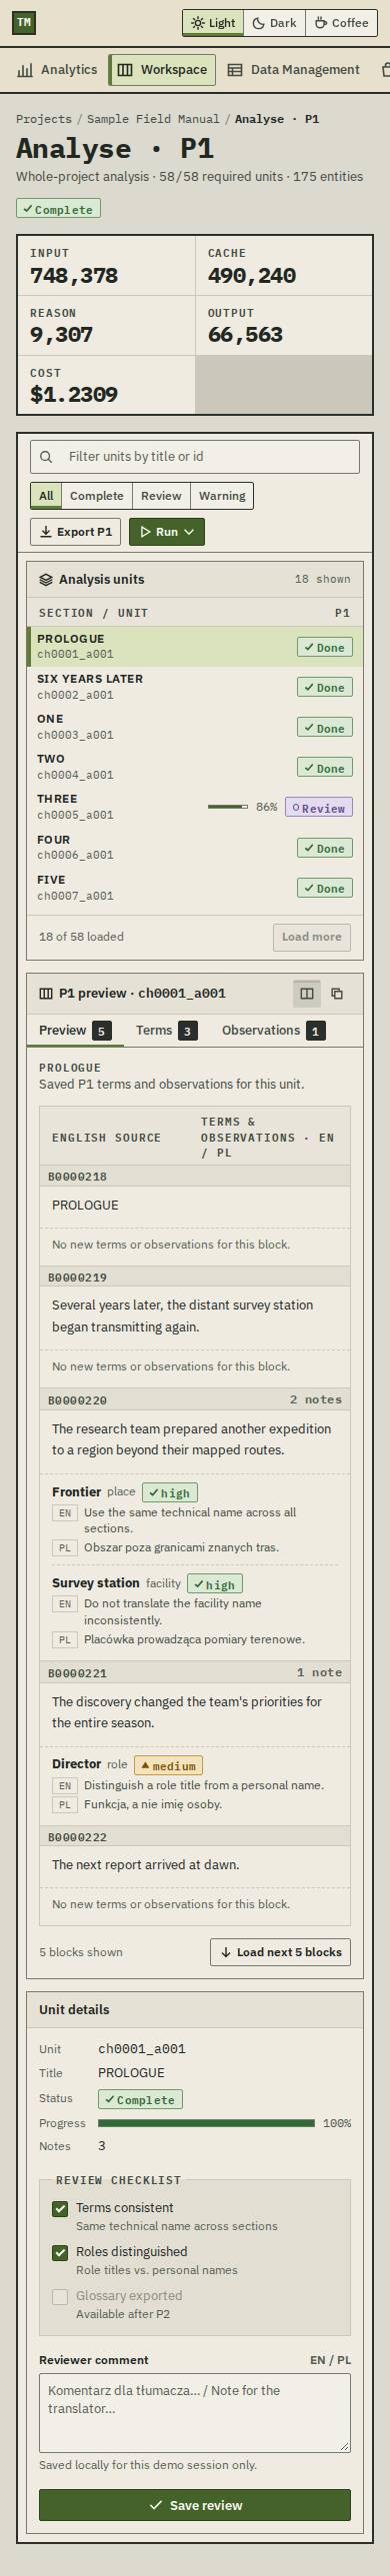 TM
Light
Dark
Coffee
Analytics
Workspace
Data Management
Projects / Sample Field Manual / Analyse · P1
Analyse · P1
Whole-project analysis · 58/58 required units · 175 entities
Complete
INPUT
748,378
CACHE
490,240
REASON
9,307
OUTPUT
66,563
COST
$1.2309
Filter units by title or id
All
Complete
Review
Warning
Export P1
Run
Analysis units
18 shown
SECTION / UNIT
P1
PROLOGUE
ch0001_a001
Done
SIX YEARS LATER
ch0002_a001
Done
ONE
ch0003_a001
Done
TWO
ch0004_a001
Done
THREE
ch0005_a001
86%
Review
FOUR
ch0006_a001
Done
FIVE
ch0007_a001
Done
18 of 58 loaded
Load more
P1 preview · ch0001_a001
Preview 5
Terms 3
Observations 1
PROLOGUE
Saved P1 terms and observations for this unit.
ENGLISH SOURCE
TERMS &
OBSERVATIONS · EN
/ PL
B0000218
PROLOGUE
No new terms or observations for this block.
B0000219
Several years later, the distant survey station
began transmitting again.
No new terms or observations for this block.
B0000220
2 notes
The research team prepared another expedition
to a region beyond their mapped routes.
Frontier place high
EN Use the same technical name across all
sections.
PL Obszar poza granicami znanych tras.
Survey station facility high
EN Do not translate the facility name
inconsistently.
PL Placówka prowadząca pomiary terenowe.
B0000221
1 note
The discovery changed the team's priorities for
the entire season.
Director role medium
EN Distinguish a role title from a personal name.
PL Funkcja, a nie imię osoby.
B0000222
The next report arrived at dawn.
No new terms or observations for this block.
5 blocks shown
Load next 5 blocks
Unit details
Unit ch0001_a001
Title PROLOGUE
Status Complete
Progress 100%
Notes 3
REVIEW CHECKLIST
Terms consistent
Same technical name across sections
Roles distinguished
Role titles vs. personal names
Glossary exported
Available after P2
Reviewer comment
EN / PL
Komentarz dla tłumacza… / Note for the
translator…
Saved locally for this demo session only.
Save review